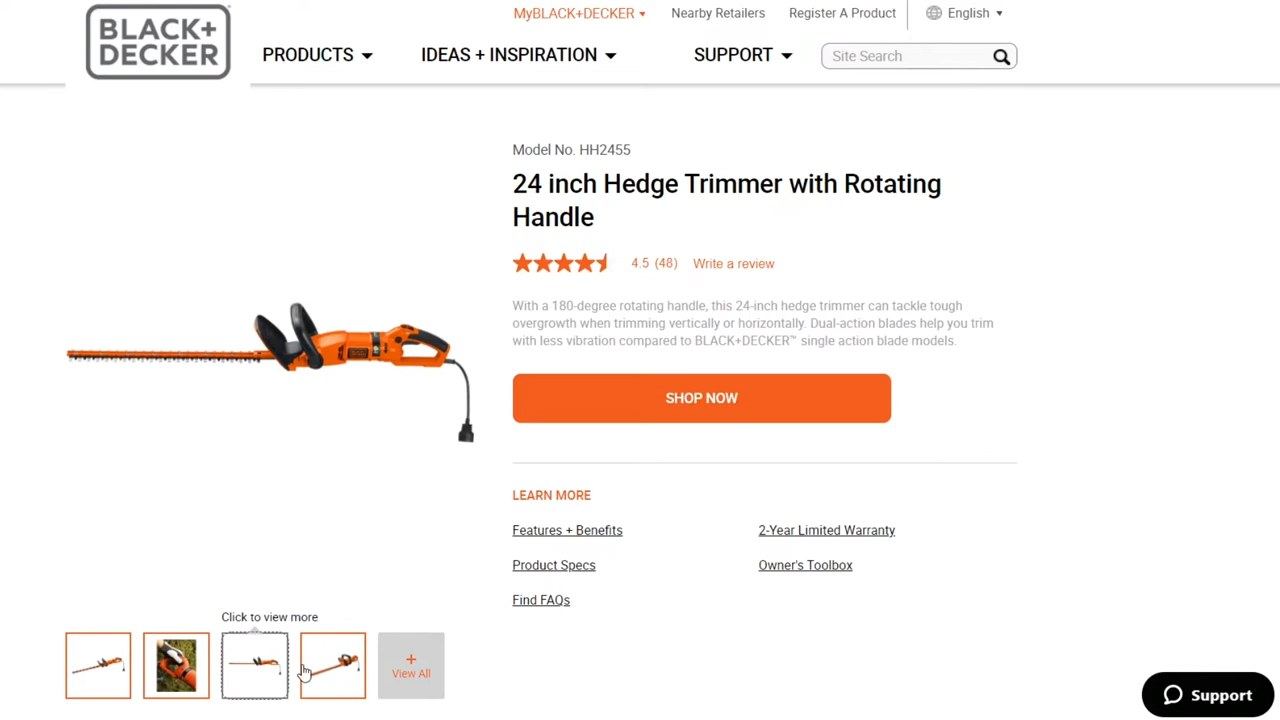 BLACK+
DECKER
MyBLACK+DECKER
Nearby Retailers
Register A Product
English
PRODUCTS
IDEAS + INSPIRATION
SUPPORT
Site Search
Model No. HH2455
24 inch Hedge Trimmer with Rotating
Handle
4.5 (48)
Write a review
With a 180-degree rotating handle, this 24-inch hedge trimmer can tackle tough
overgrowth when trimming vertically or horizontally. Dual-action blades help you trim
with less vibration compared to BLACK+DECKER™ single action blade models.
SHOP NOW
LEARN MORE
Features + Benefits
2-Year Limited Warranty
Product Specs
Owner's Toolbox
Find FAQs
Click to view more
+
View All
Support